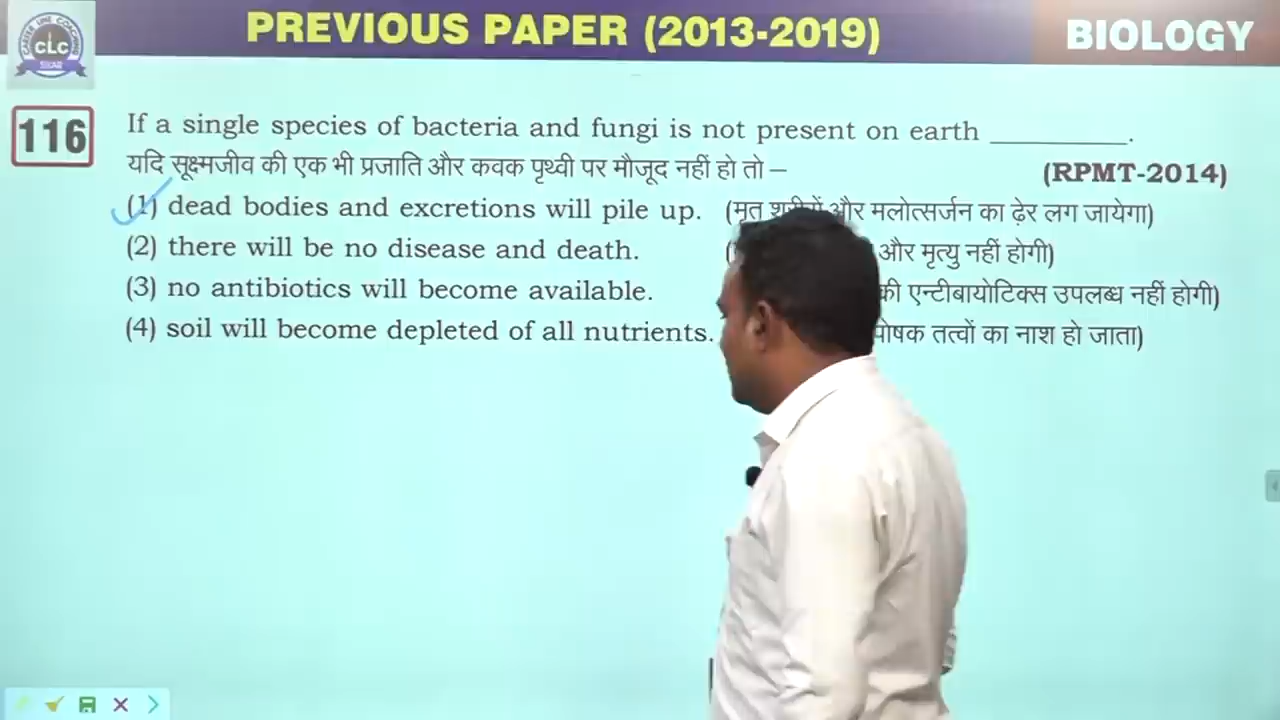 PREVIOUS PAPER (2013-2019)
BIOLOGY
CLC
SIKAR
116
If a single species of bacteria and fungi is not present on earth __________.
यदि सूक्ष्मजीव की एक भी प्रजाति और कवक पृथ्वी पर मौजूद नहीं हो तो –
(RPMT-2014)
(1) dead bodies and excretions will pile up. (मृत शरीरों और मलोत्सर्जन का ढ़ेर लग जायेगा)
(2) there will be no disease and death. ( और मृत्यु नहीं होगी)
(3) no antibiotics will become available. की एन्टीबायोटिक्स उपलब्ध नहीं होगी)
(4) soil will become depleted of all nutrients. पोषक तत्वों का नाश हो जाता)